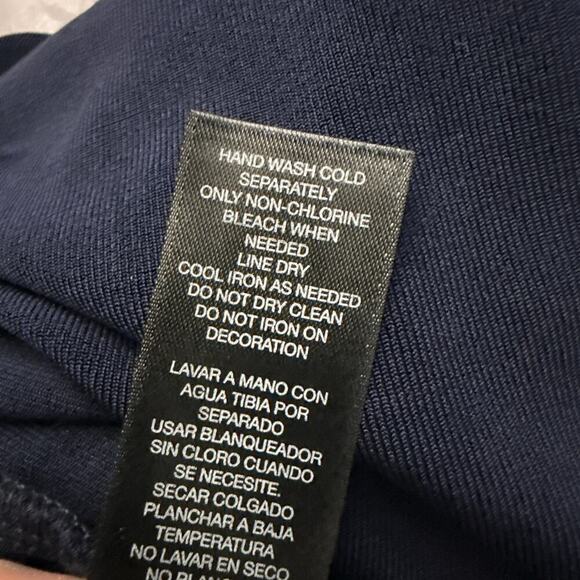 HAND WASH COLD
SEPARATELY
ONLY NON-CHLORINE
BLEACH WHEN
NEEDED
LINE DRY
COOL IRON AS NEEDED
DO NOT DRY CLEAN
DO NOT IRON ON
DECORATION
LAVAR A MANO CON
AGUA TIBIA POR
SEPARADO
USAR BLANQUEADOR
SIN CLORO CUANDO
SE NECESITE.
SECAR COLGADO
PLANCHAR A BAJA
TEMPERATURA
NO LAVAR EN SECO
NO